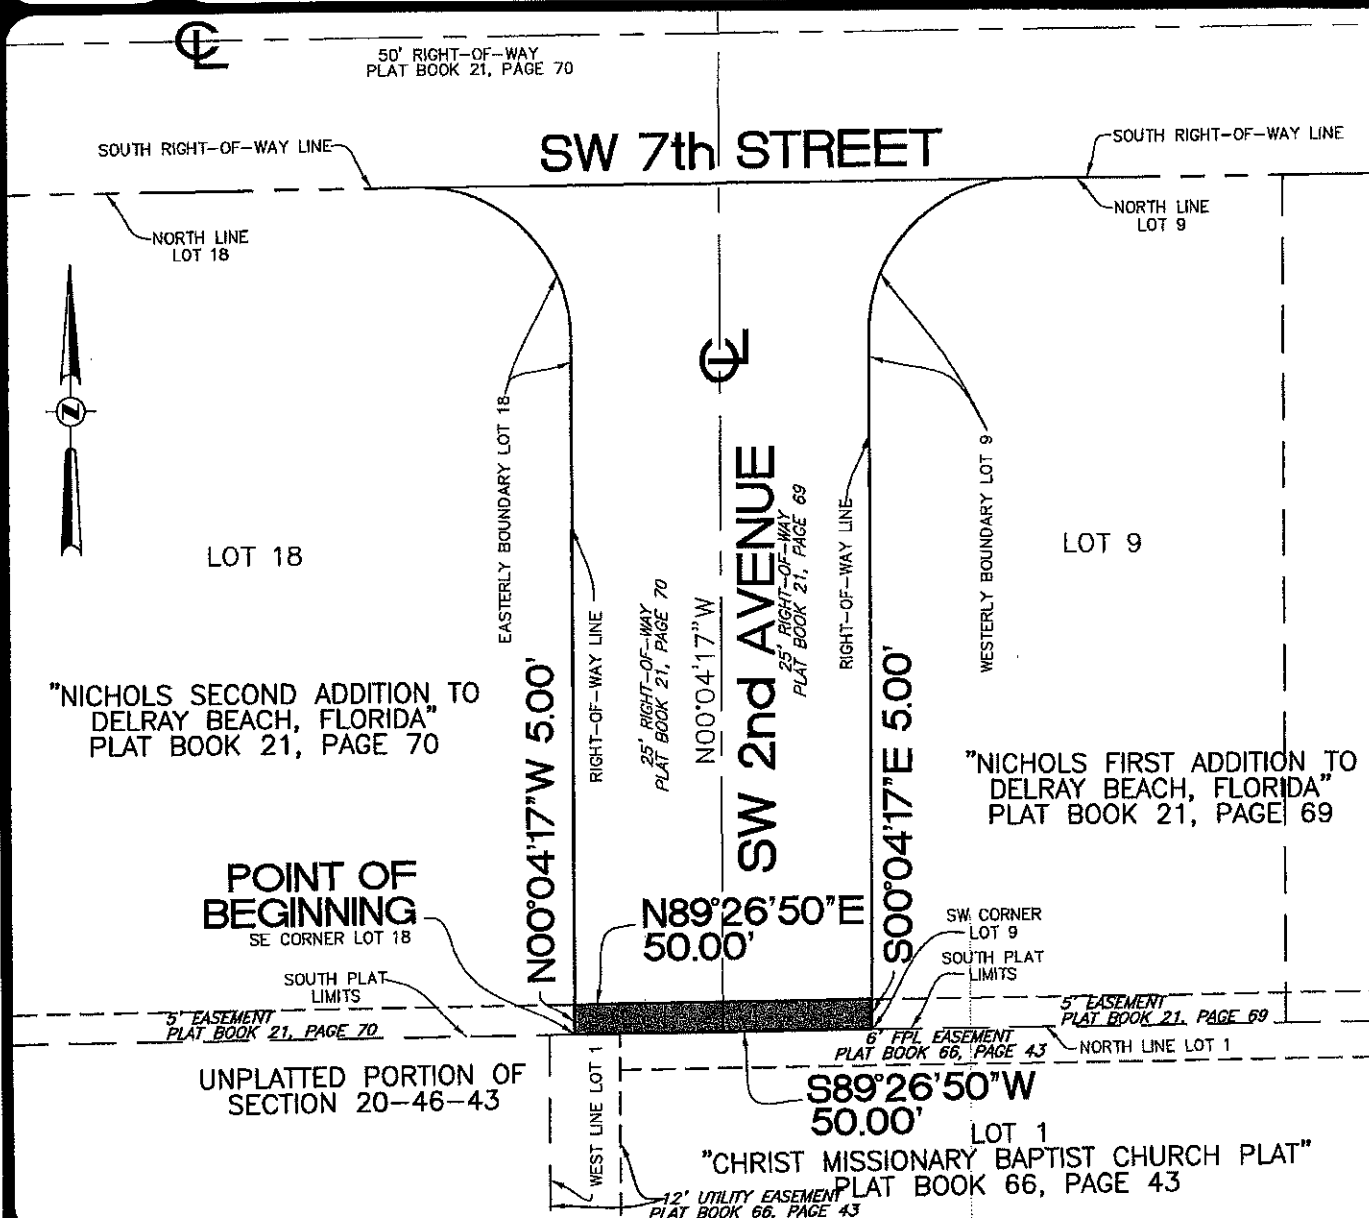 50' RIGHT-OF-WAY
PLAT BOOK 21, PAGE 70
SOUTH RIGHT-OF-WAY LINE
SW 7th STREET
SOUTH RIGHT-OF-WAY LINE
NORTH LINE
LOT 18
NORTH LINE
LOT 9
CL
CL
N
EASTERLY BOUNDARY LOT 18
WESTERLY BOUNDARY LOT 9
LOT 18
LOT 9
RIGHT-OF-WAY LINE
25' RIGHT-OF-WAY
PLAT BOOK 21, PAGE 70
N00°04'17"W
SW 2nd AVENUE
25' RIGHT-OF-WAY
PLAT BOOK 21, PAGE 69
RIGHT-OF-WAY LINE
"NICHOLS SECOND ADDITION TO
DELRAY BEACH, FLORIDA"
PLAT BOOK 21, PAGE 70
N00°04'17"W 5.00'
S00°04'17"E 5.00'
"NICHOLS FIRST ADDITION TO
DELRAY BEACH, FLORIDA"
PLAT BOOK 21, PAGE 69
POINT OF
BEGINNING
SE CORNER LOT 18
N89°26'50"E
50.00'
SW CORNER
LOT 9
SOUTH PLAT
LIMITS
SOUTH PLAT
LIMITS
5' EASEMENT
PLAT BOOK 21, PAGE 70
5' EASEMENT
PLAT BOOK 21, PAGE 69
6' FPL EASEMENT
PLAT BOOK 66, PAGE 43
NORTH LINE LOT 1
UNPLATTED PORTION OF
SECTION 20-46-43
WEST LINE LOT 1
S89°26'50"W
50.00'
LOT 1
"CHRIST MISSIONARY BAPTIST CHURCH PLAT"
PLAT BOOK 66, PAGE 43
12' UTILITY EASEMENT
PLAT BOOK 66, PAGE 43